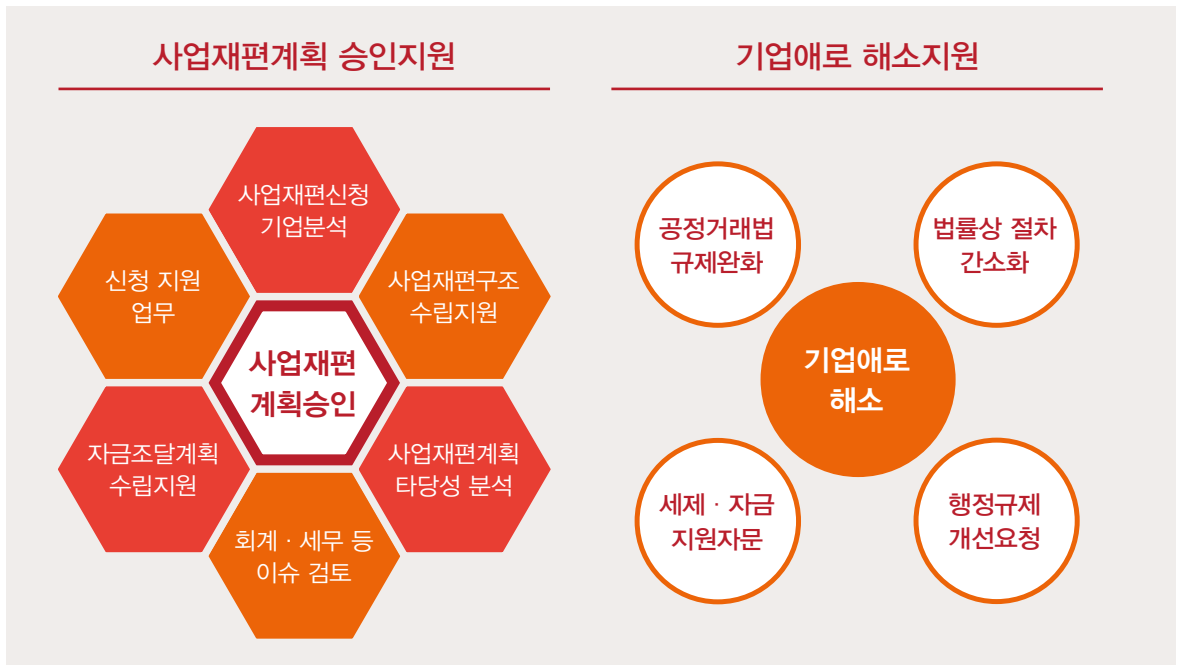 사업재편계획 승인지원
사업재편신청
기업분석
신청 지원
업무
사업재편구조
수립지원
사업재편
계획승인
자금조달계획
수립지원
사업재편계획
타당성 분석
회계 · 세무 등
이슈 검토
기업애로 해소지원
공정거래법
규제완화
법률상 절차
간소화
기업애로
해소
세제 · 자금
지원자문
행정규제
개선요청